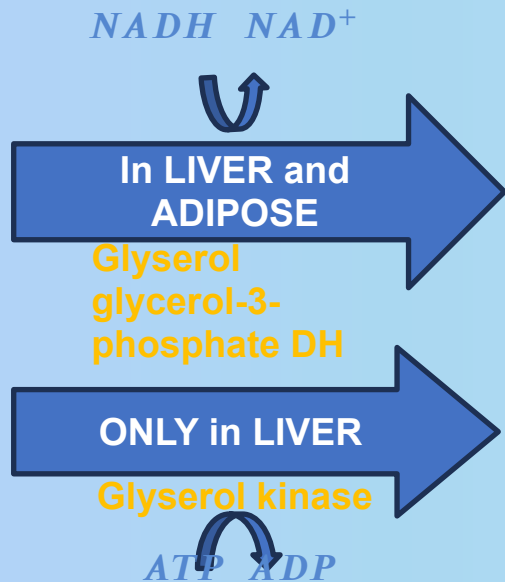 NADH NAD⁺
In LIVER and
ADIPOSE
Glyserol
glycerol-3-
phosphate DH
ONLY in LIVER
Glyserol kinase
ATP ADP